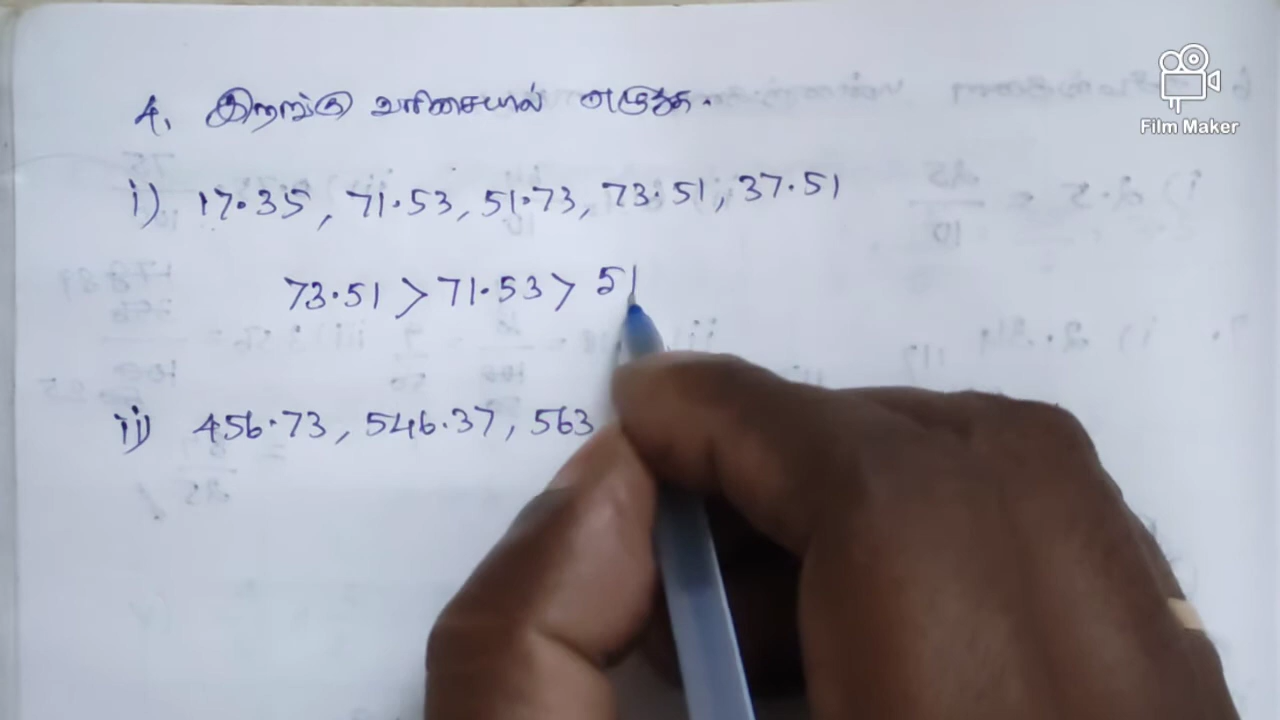 4. இறங்கு வரிசையில் எழுதுக.
Film Maker
i) 17.35, 71.53, 51.73, 73.51, 37.51
73.51 > 71.53 > 51
ii) 456.73, 546.37, 563